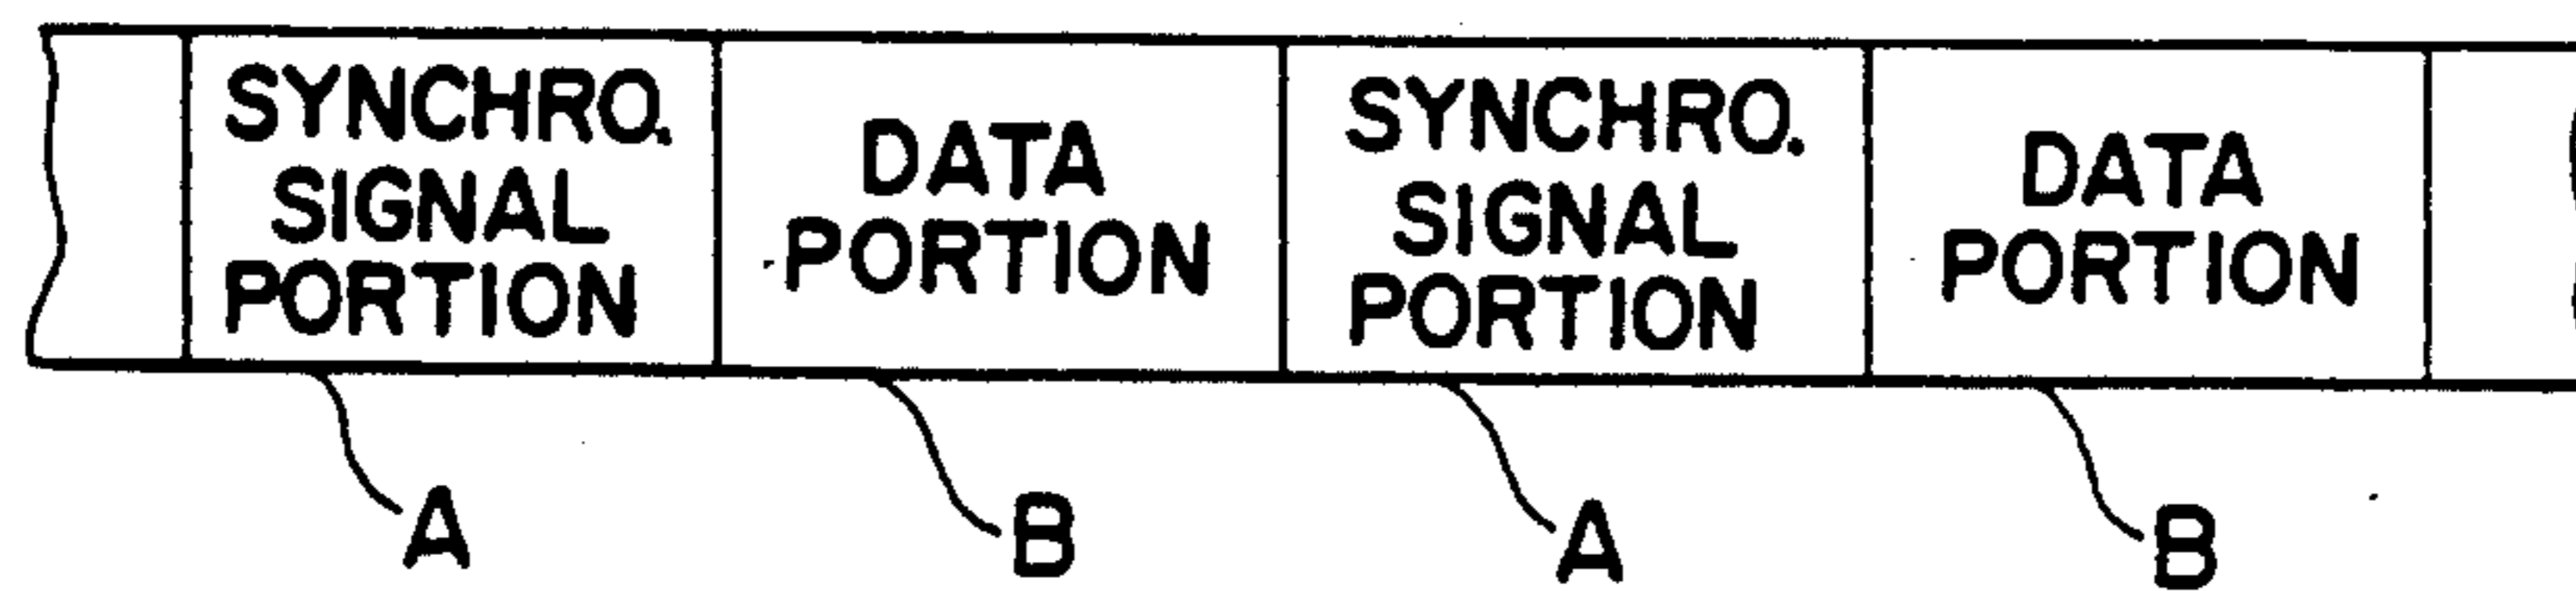 SYNCHRO.
SIGNAL
PORTION
DATA
PORTION
SYNCHRO.
SIGNAL
PORTION
DATA
PORTION
A
B
A
B